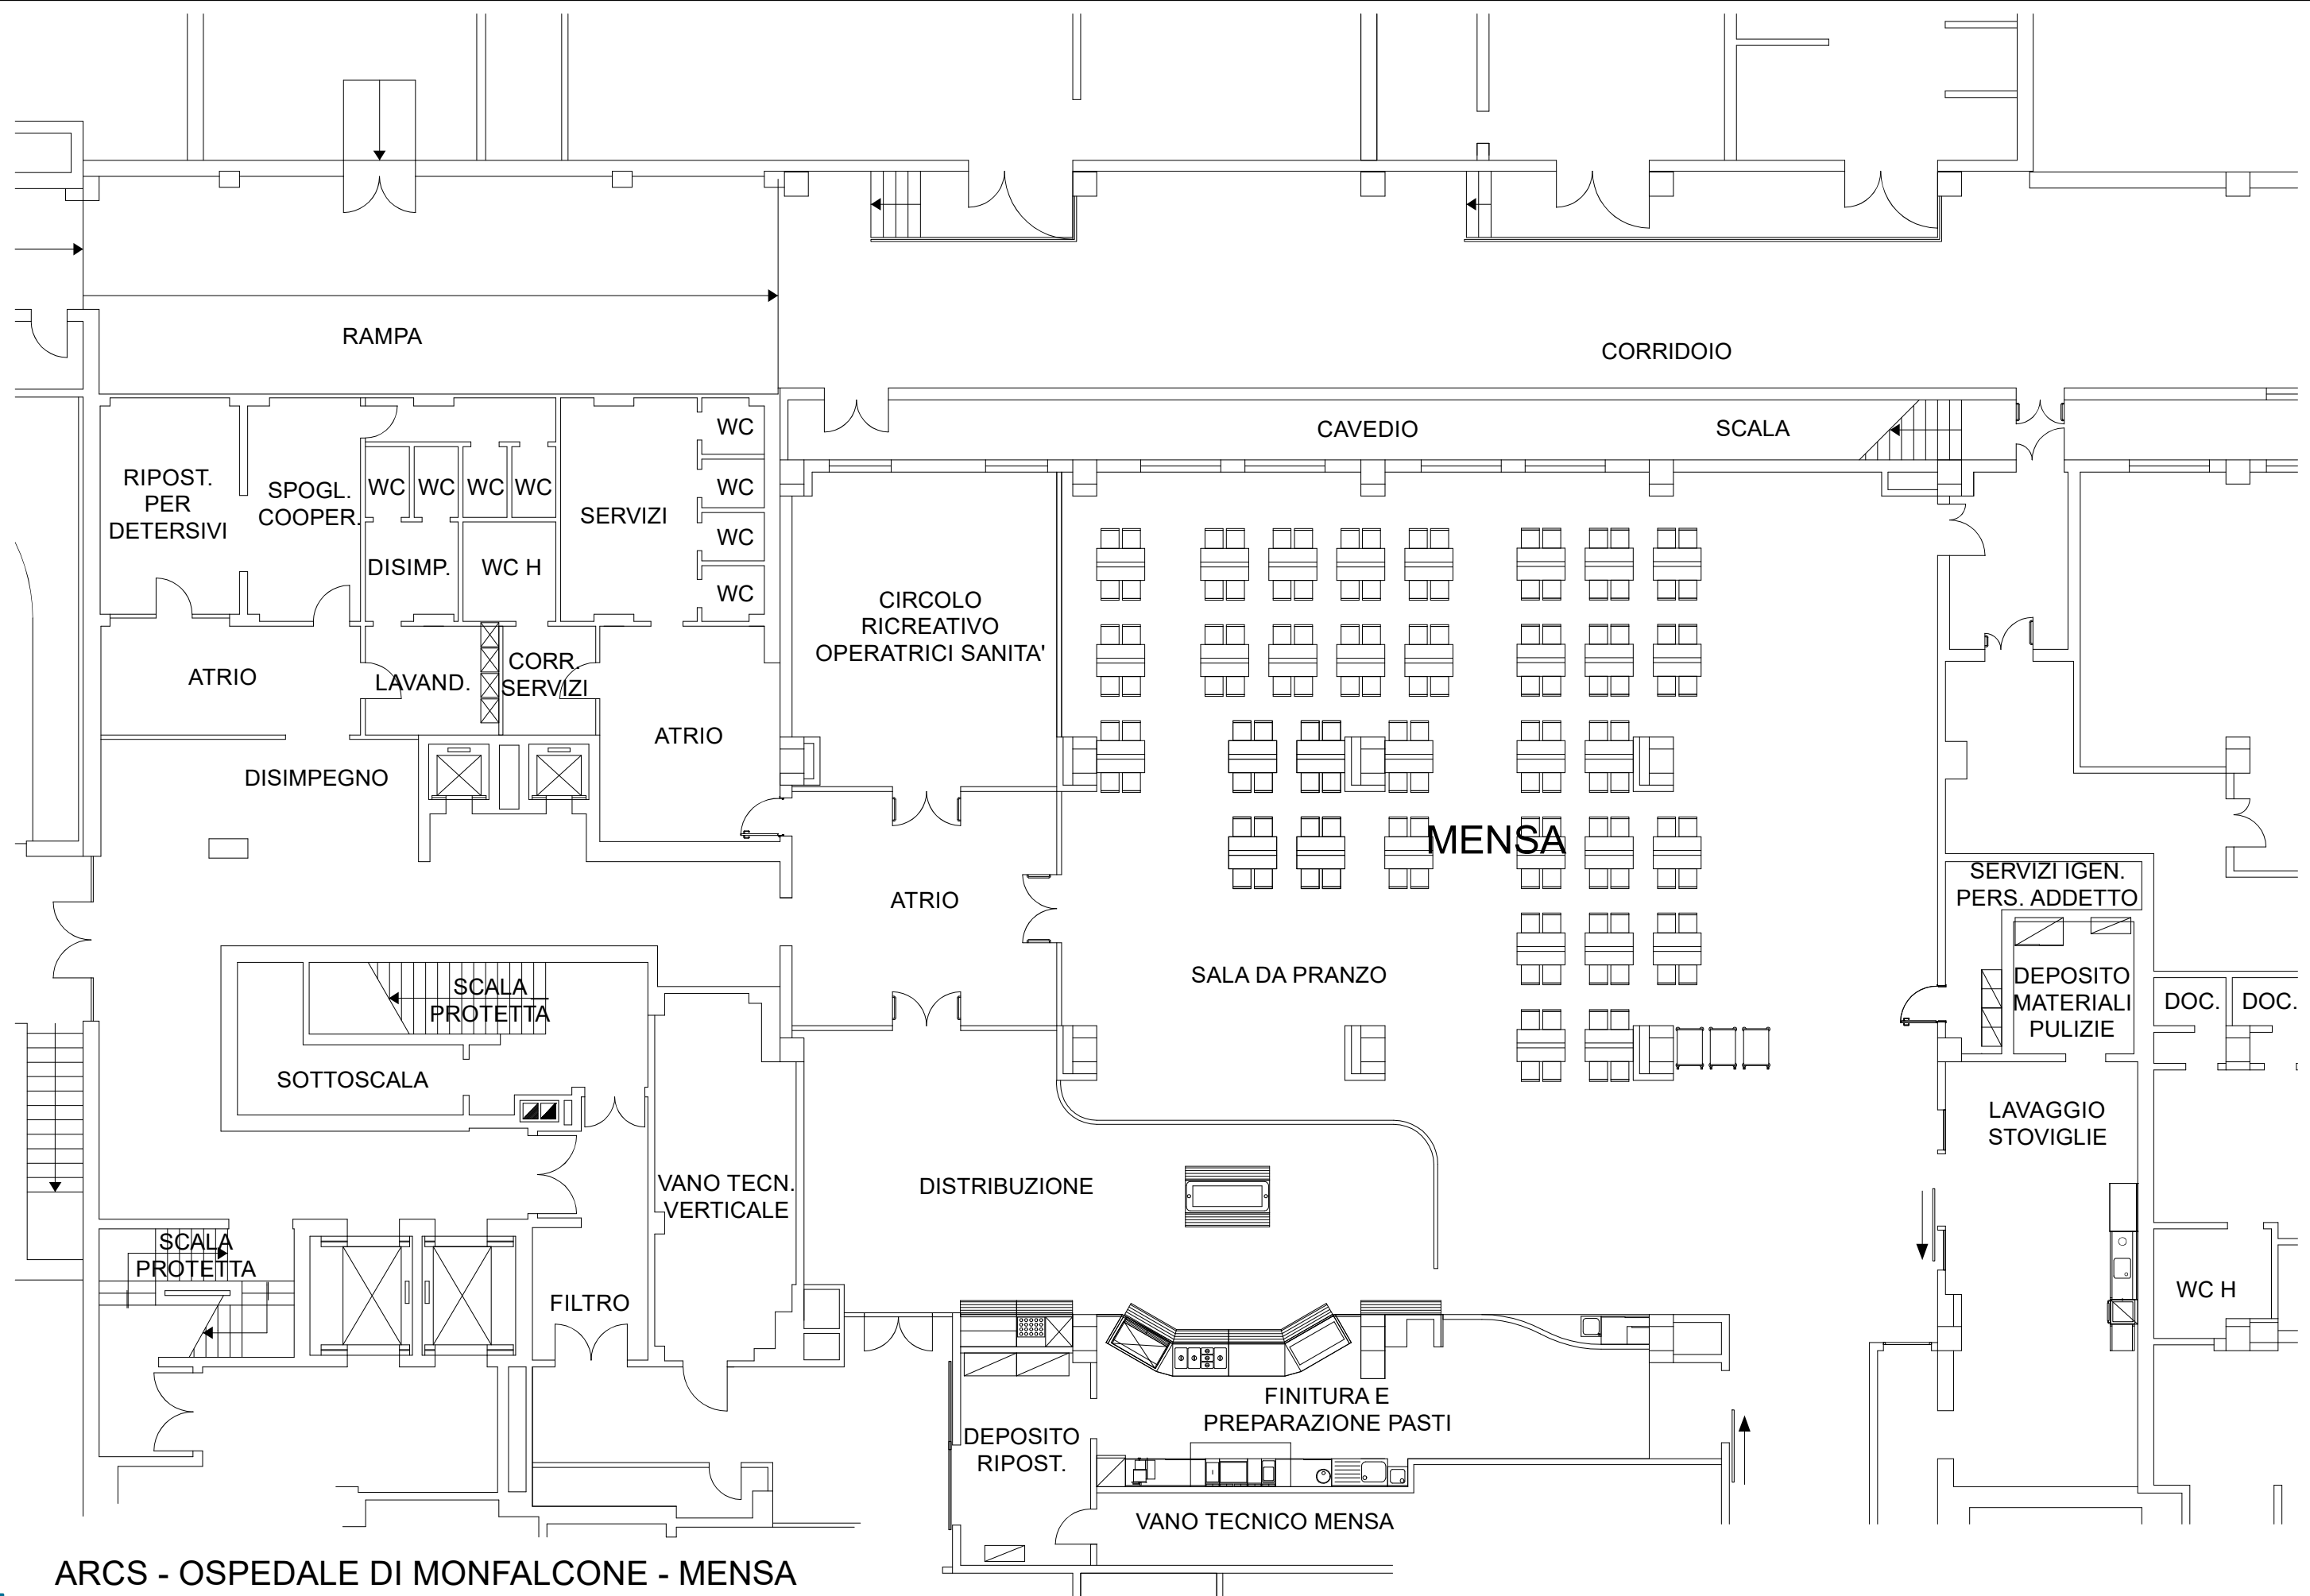 RAMPA
CORRIDOIO
CAVEDIO
SCALA
WC
WC
WC
WC
RIPOST.
PER
DETERSIVI
SPOGL.
COOPER.
WC
WC
WC
WC
SERVIZI
DISIMP.
WC H
CIRCOLO
RICREATIVO
OPERATRICI SANITA'
ATRIO
LAVAND.
CORR.
SERVIZI
ATRIO
DISIMPEGNO
MENSA
ATRIO
SERVIZI IGEN.
PERS. ADDETTO
SALA DA PRANZO
SCALA
PROTETTA
DEPOSITO
MATERIALI
PULIZIE
DOC.
DOC.
SOTTOSCALA
LAVAGGIO
STOVIGLIE
VANO TECN.
VERTICALE
DISTRIBUZIONE
SCALA
PROTETTA
FILTRO
WC H
FINITURA E
PREPARAZIONE PASTI
DEPOSITO
RIPOST.
VANO TECNICO MENSA
ARCS - OSPEDALE DI MONFALCONE - MENSA